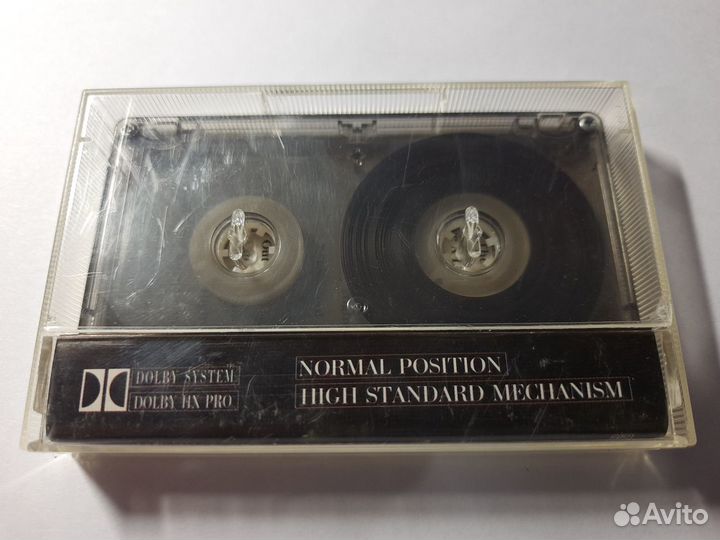 DOLBY SYSTEM
DOLBY HX PRO
NORMAL POSITION
HIGH STANDARD MECHANISM
Avito